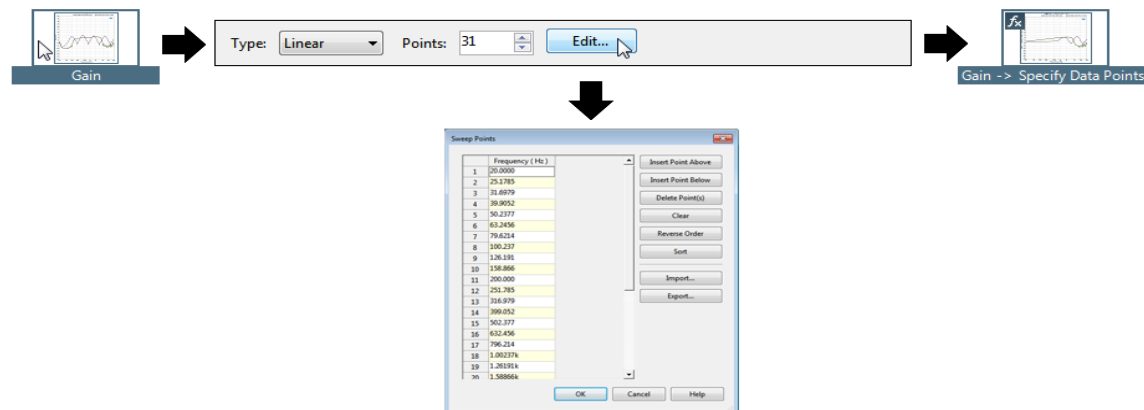 Gain
Type: Linear Points: 31 Edit...
fx
Gain -> Specify Data Points
Sweep Points
Frequency ( Hz )
1 20.0000
2 25.1785
3 31.6979
4 39.9052
5 50.2377
6 63.2456
7 79.6214
8 100.237
9 126.191
10 158.866
11 200.000
12 251.785
13 316.979
14 399.052
15 502.377
16 632.456
17 796.214
18 1.00237k
19 1.26191k
20 1.58866k
Insert Point Above
Insert Point Below
Delete Point(s)
Clear
Reverse Order
Sort
Import...
Export...
OK Cancel Help